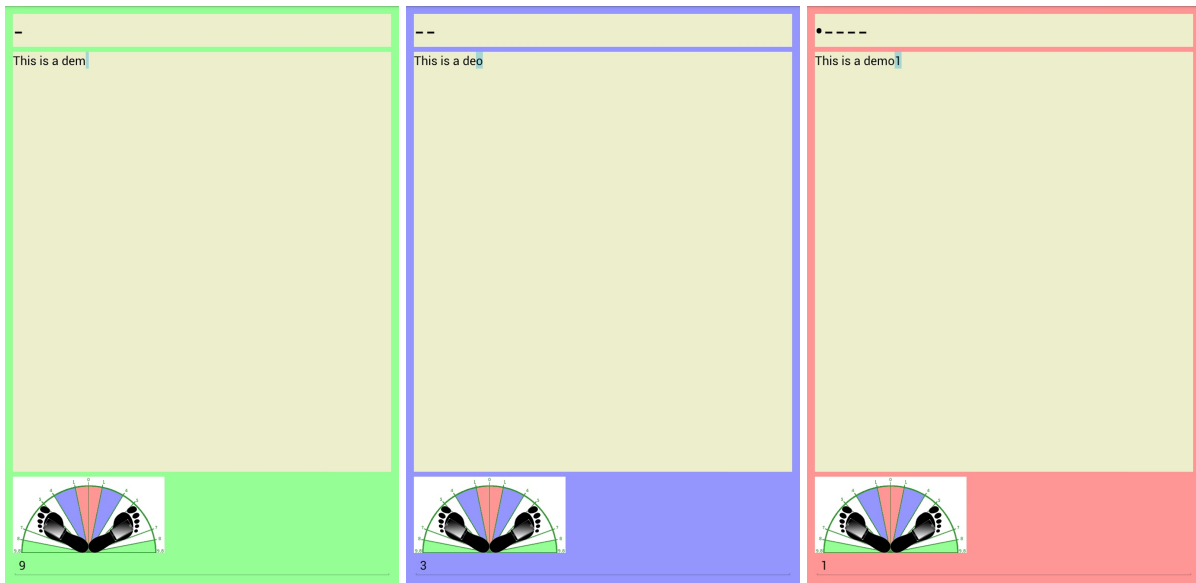 -
This is a dem
9
--
This is a deo
3
•----
This is a demo1
1